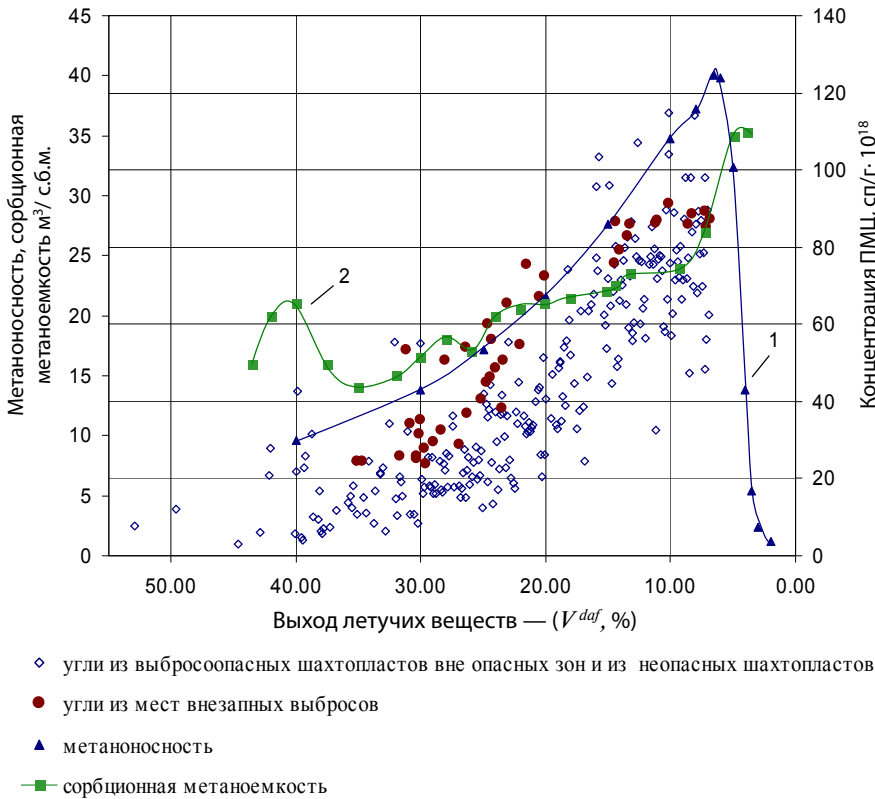 Метаноносность, сорбционная
метаноемкость м³/ с.б.м.
45
40
35
30
25
20
15
10
5
0
140
120
100
80
60
40
20
0
Концентрация ПМЦ, сп/г· 10¹⁸
2
1
50.00 40.00 30.00 20.00 10.00 0.00
Выход летучих веществ — (V^daf, %)
угли из выбросоопасных шахтопластов вне опасных зон и из неопасных шахтопластов
угли из мест внезапных выбросов
метаноносность
сорбционная метаноемкость